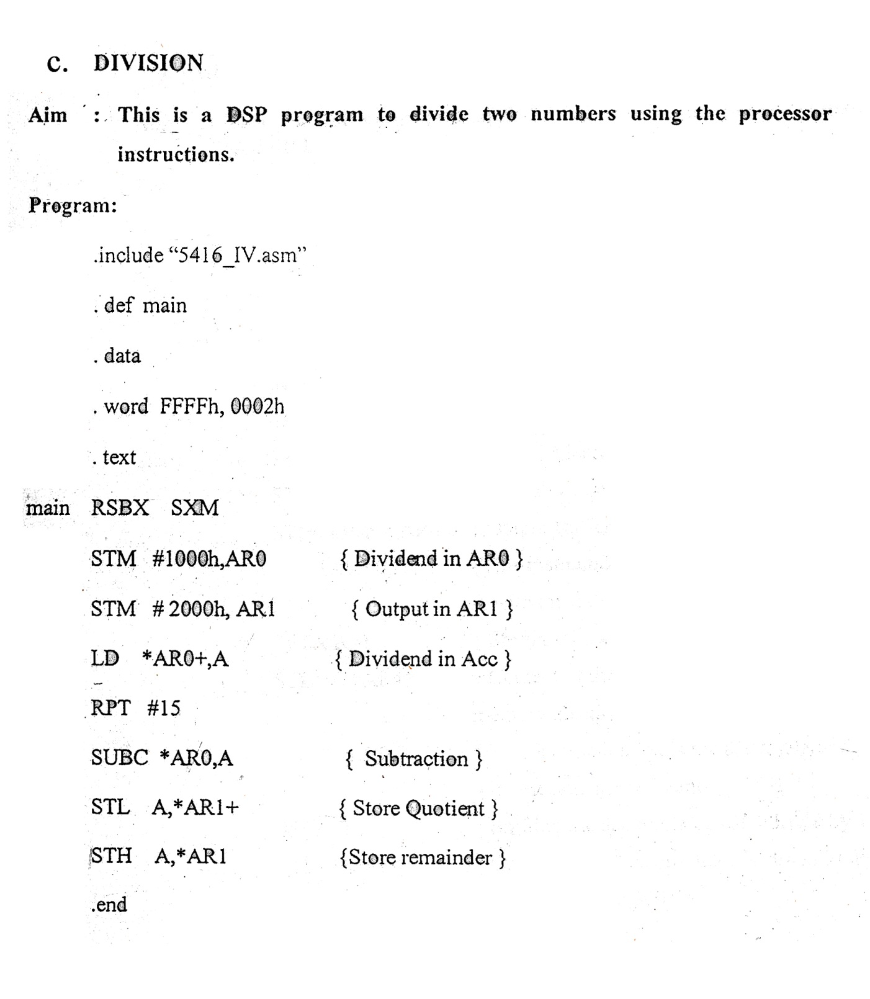 C. DIVISION
Aim : This is a DSP program to divide two numbers using the processor
instructions.
Program:
.include “5416_IV.asm”
. def main
. data
. word FFFFh, 0002h
. text
main RSBX SXM
STM #1000h,AR0 { Dividend in AR0 }
STM # 2000h, AR1 { Output in AR1 }
LD *AR0+,A { Dividend in Acc }
RPT #15
SUBC *AR0,A { Subtraction }
STL A,*AR1+ { Store Quotient }
STH A,*AR1 {Store remainder }
.end